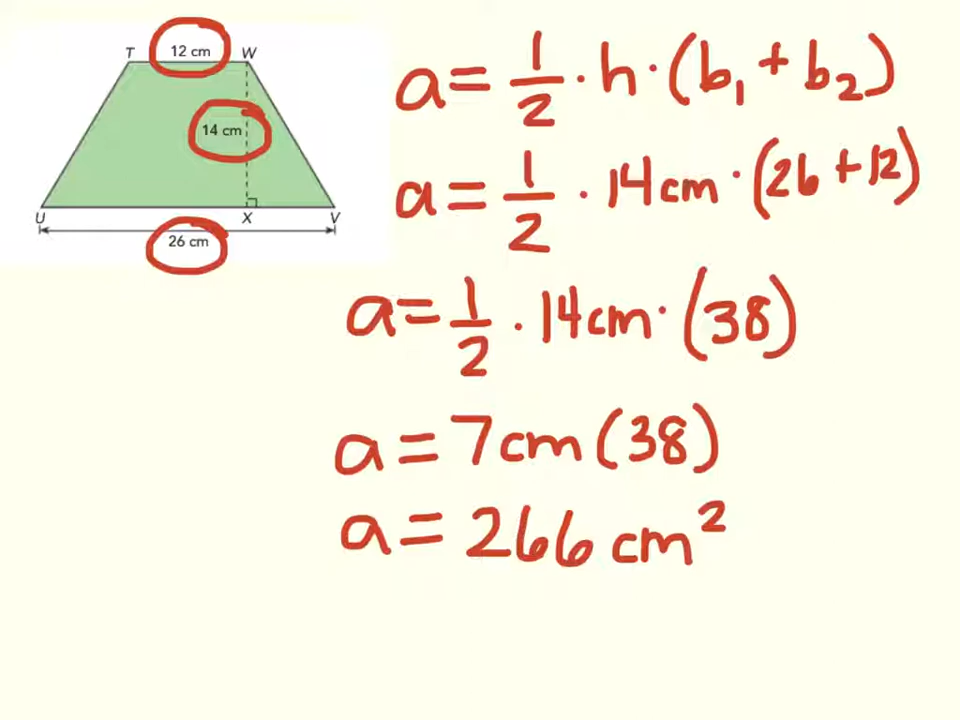 T 12 cm W
14 cm
U X V
26 cm
a = 1/2 · h · (b₁ + b₂)
a = 1/2 · 14cm · (26 + 12)
a = 1/2 · 14cm · (38)
a = 7cm (38)
a = 266 cm²